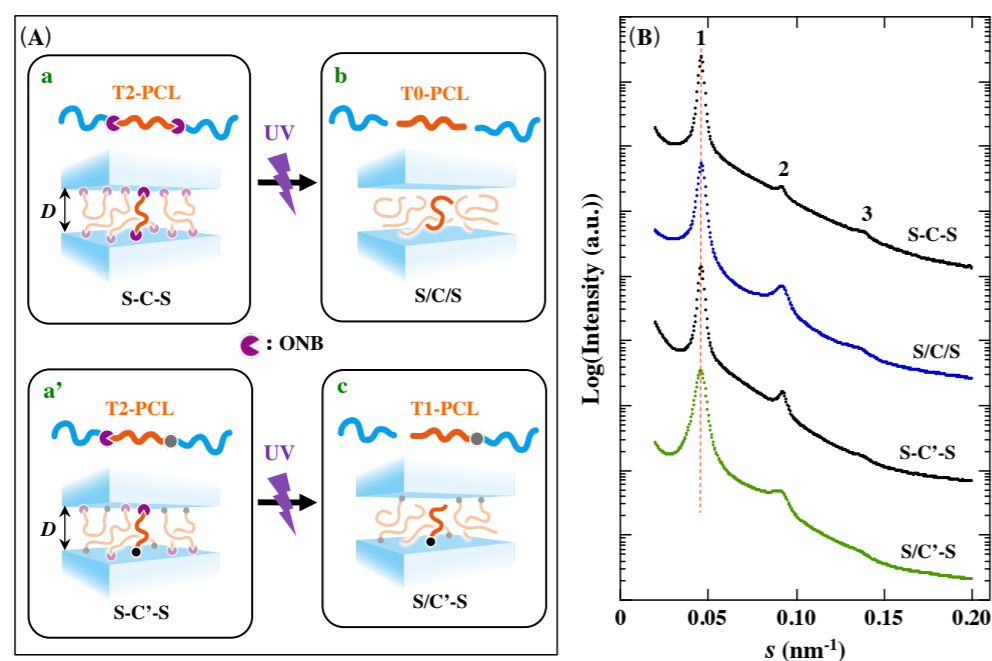 (A)
a
T2-PCL
D
S-C-S
UV
b
T0-PCL
S/C/S
: ONB
a’
T2-PCL
D
S-C’-S
UV
c
T1-PCL
S/C’-S
(B)
1
2
3
S-C-S
S/C/S
S-C’-S
S/C’-S
Log(Intensity (a.u.))
0 0.05 0.10 0.15 0.20
s (nm-1)